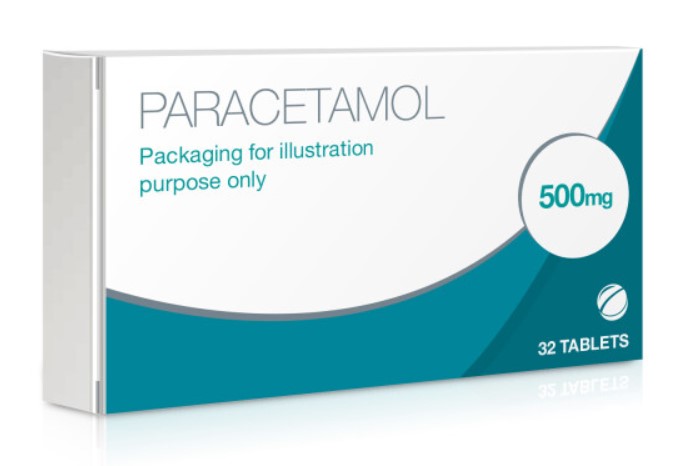 PARACETAMOL
Packaging for illustration
purpose only
500mg
32 TABLETS